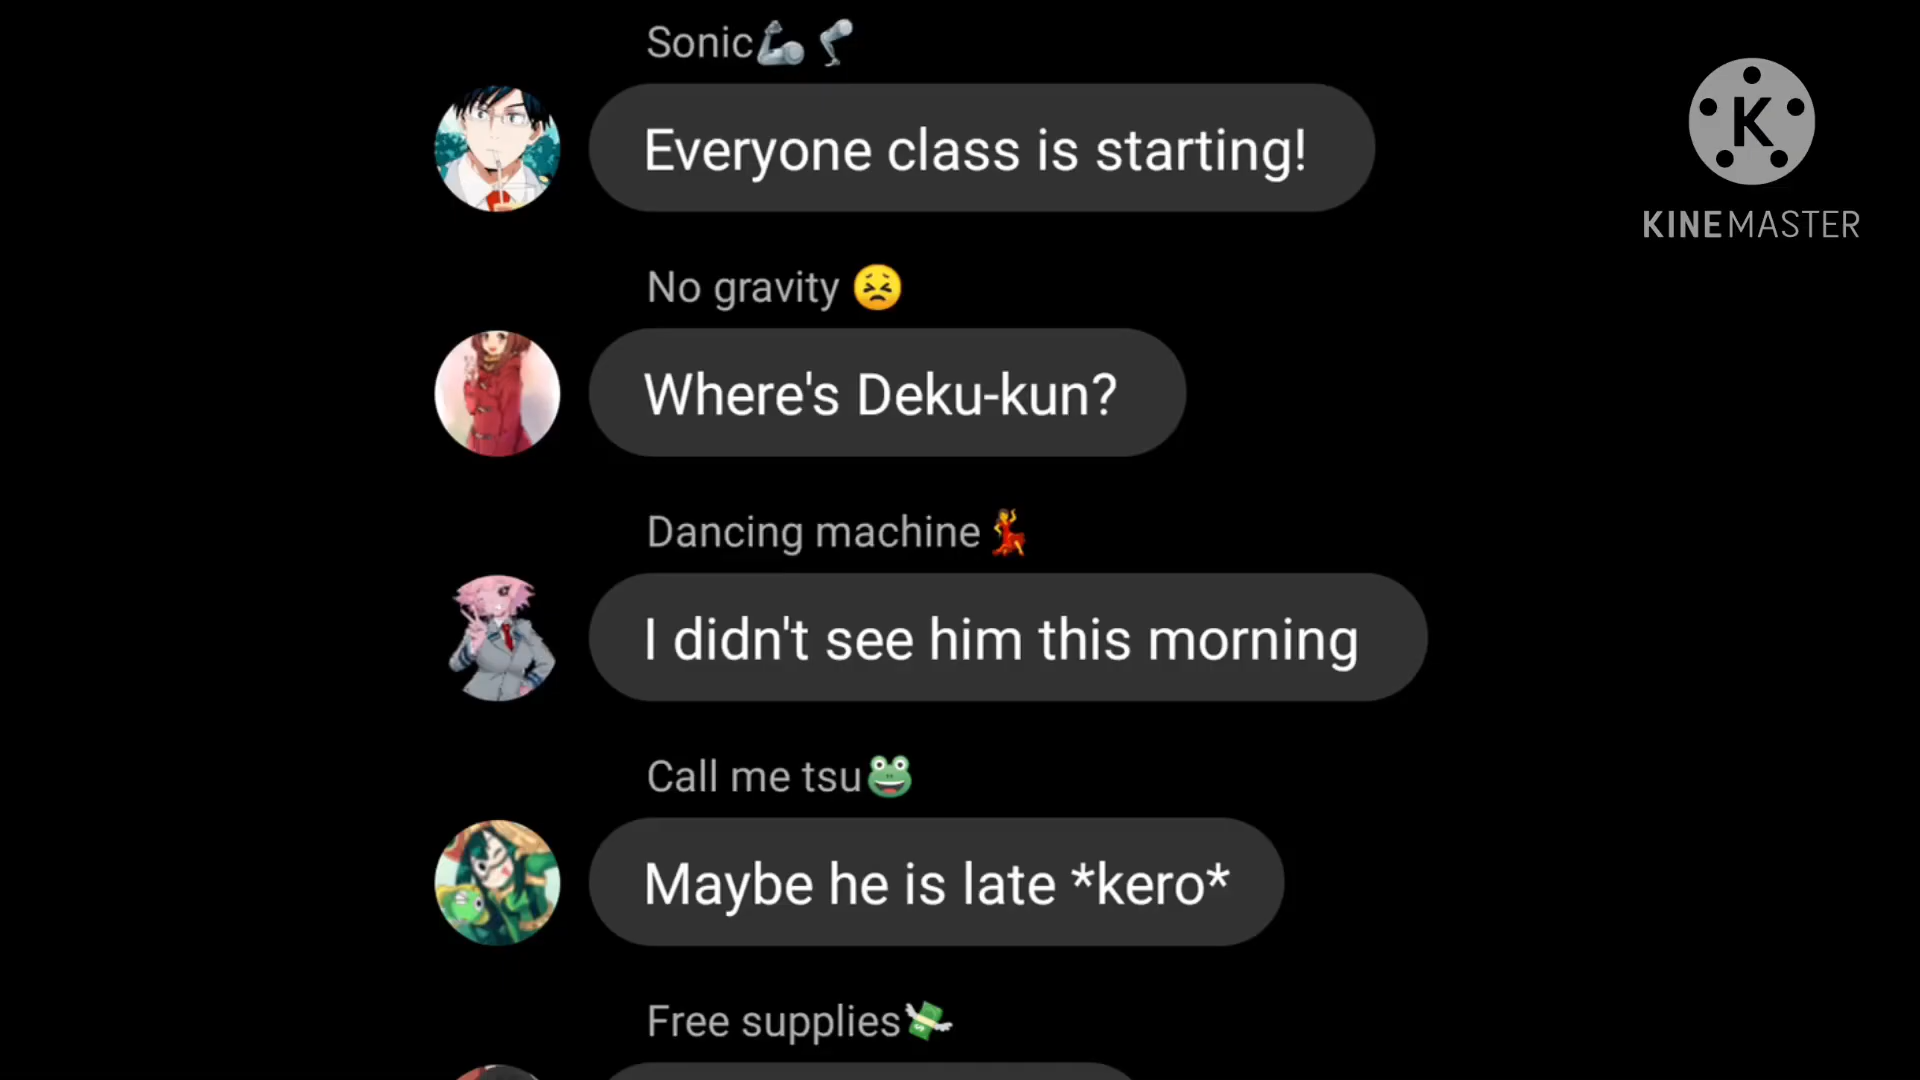 Sonic🦾🦿
Everyone class is starting!
K
KINEMASTER
No gravity 😣
Where's Deku-kun?
Dancing machine💃
I didn't see him this morning
Call me tsu🐸
Maybe he is late *kero*
Free supplies💸